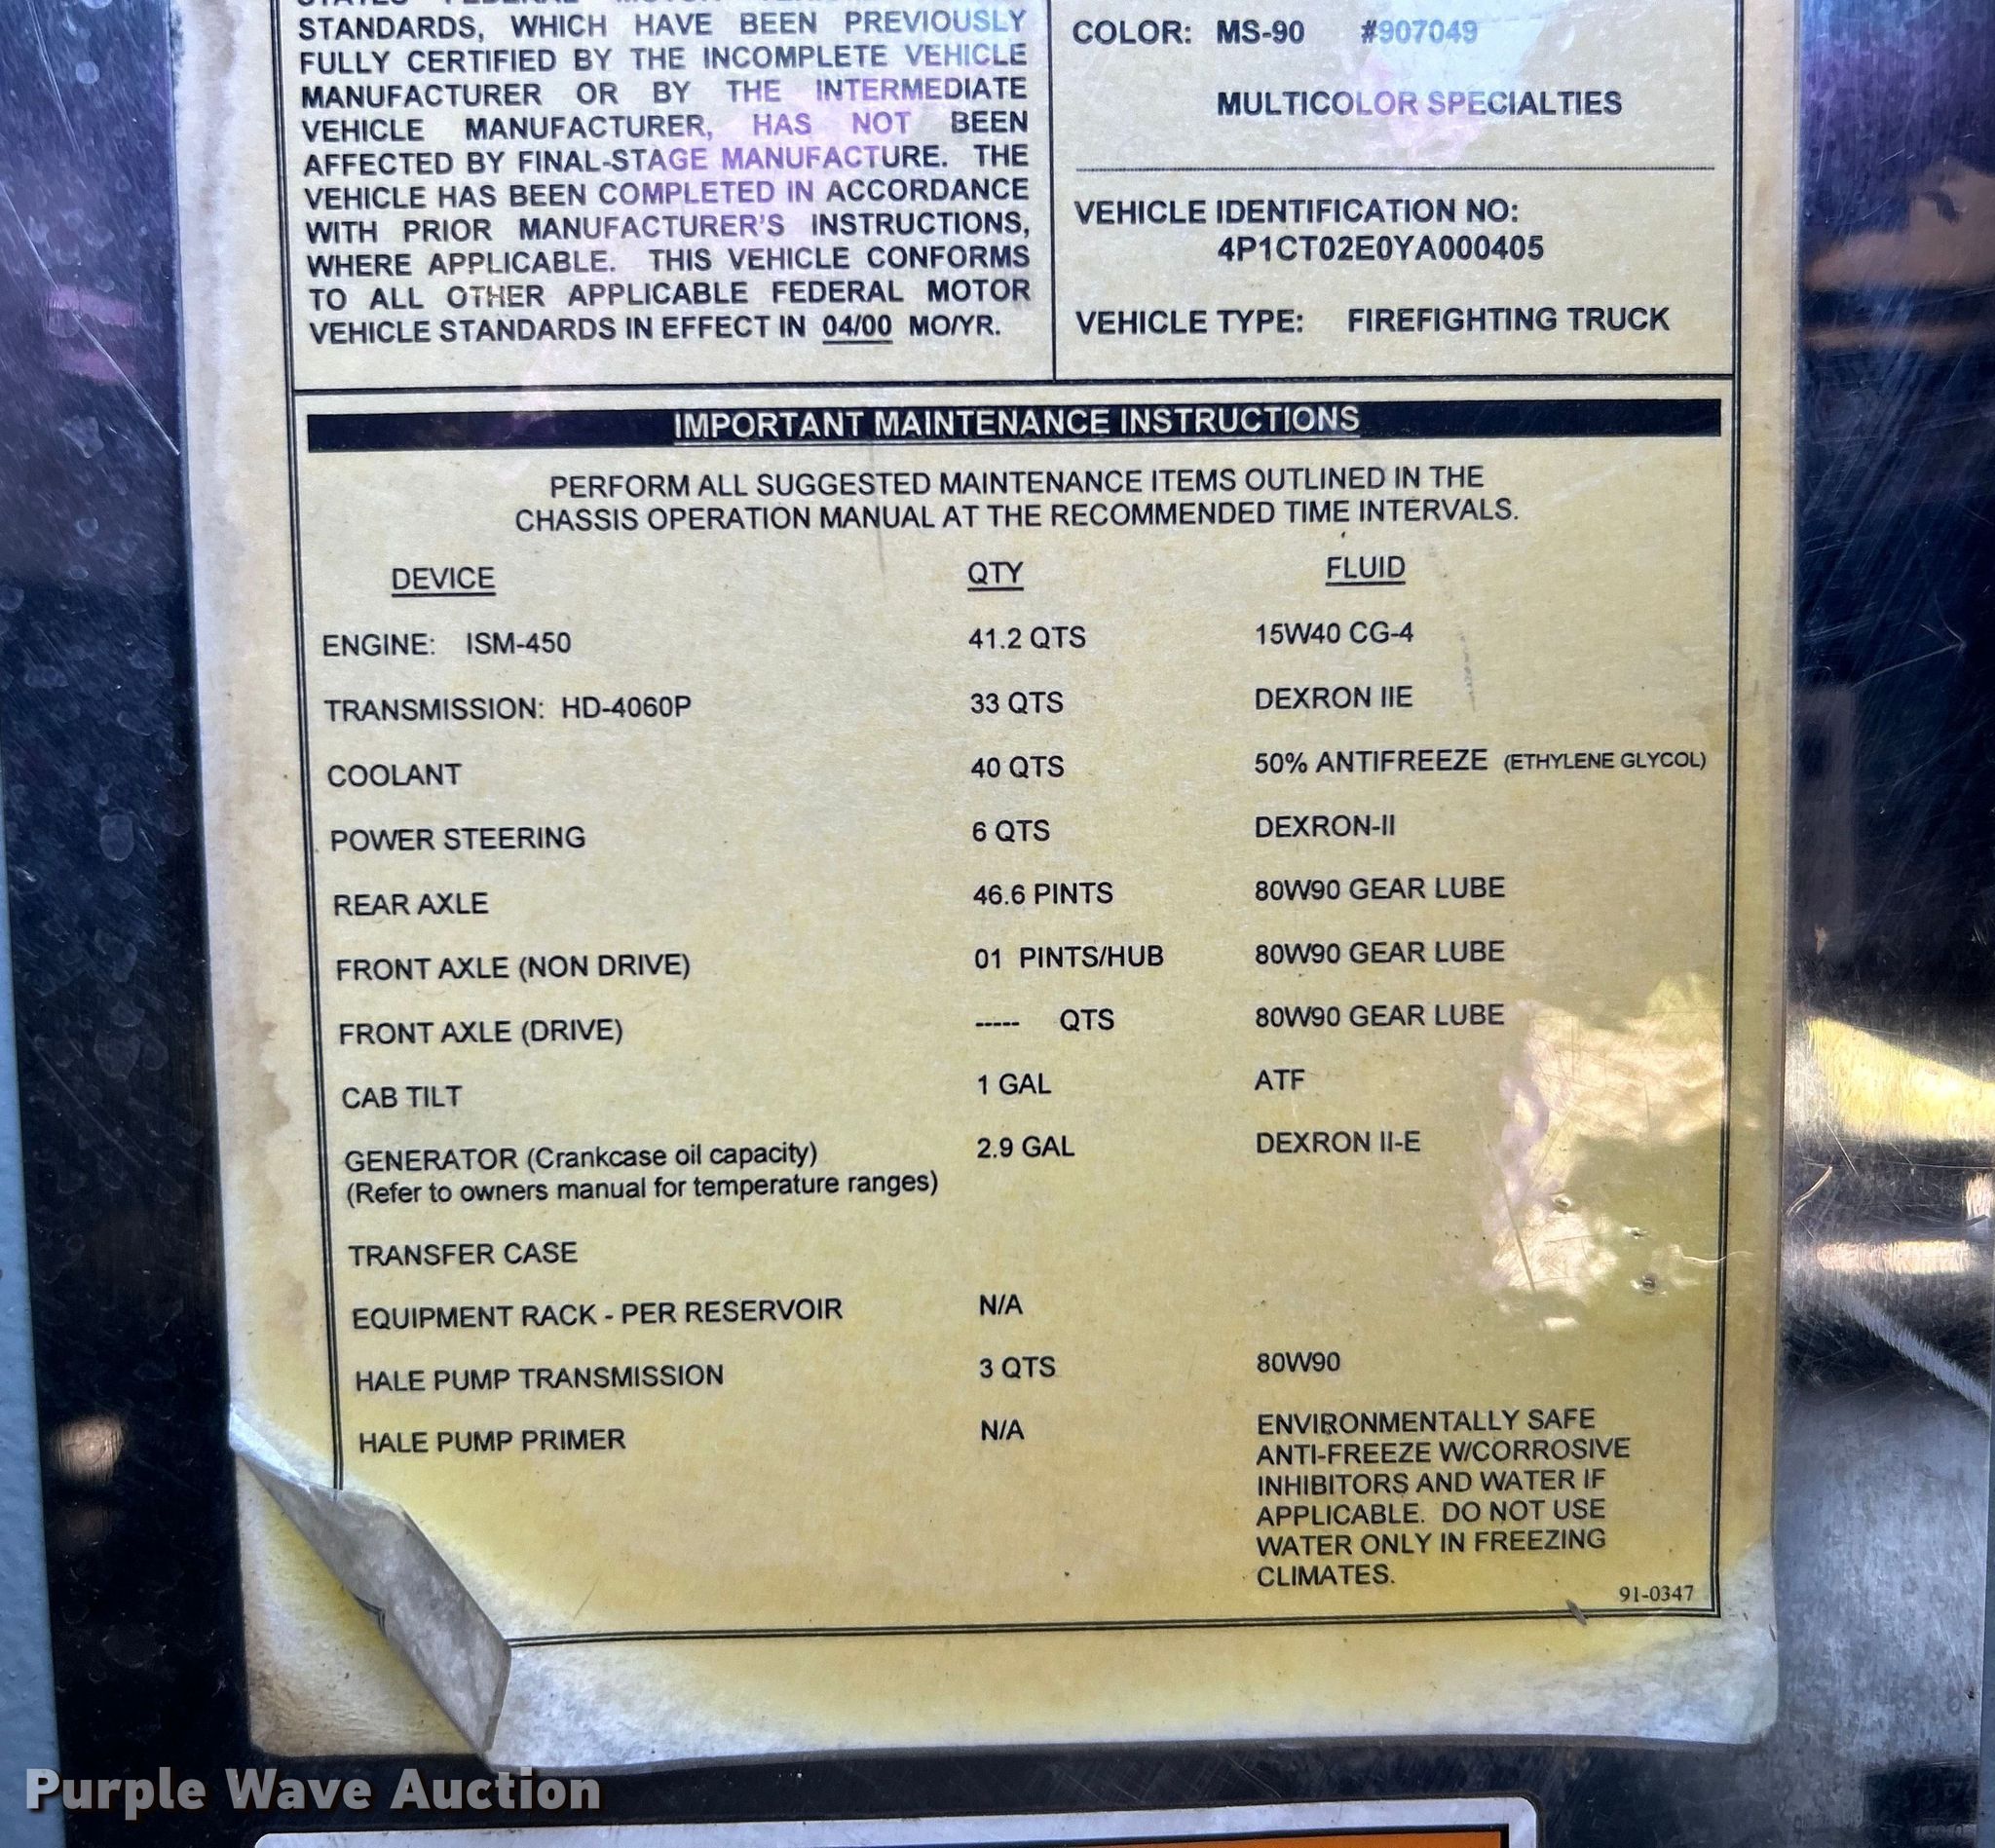 STATES FEDERAL MOTOR
STANDARDS, WHICH HAVE BEEN PREVIOUSLY
FULLY CERTIFIED BY THE INCOMPLETE VEHICLE
MANUFACTURER OR BY THE INTERMEDIATE
VEHICLE MANUFACTURER, HAS NOT BEEN
AFFECTED BY FINAL-STAGE MANUFACTURE. THE
VEHICLE HAS BEEN COMPLETED IN ACCORDANCE
WITH PRIOR MANUFACTURER'S INSTRUCTIONS,
WHERE APPLICABLE. THIS VEHICLE CONFORMS
TO ALL OTHER APPLICABLE FEDERAL MOTOR
VEHICLE STANDARDS IN EFFECT IN 04/00 MO/YR.
COLOR: MS-90 #907049
MULTICOLOR SPECIALTIES
VEHICLE IDENTIFICATION NO:
4P1CT02E0YA000405
VEHICLE TYPE: FIREFIGHTING TRUCK
IMPORTANT MAINTENANCE INSTRUCTIONS
PERFORM ALL SUGGESTED MAINTENANCE ITEMS OUTLINED IN THE
CHASSIS OPERATION MANUAL AT THE RECOMMENDED TIME INTERVALS.
DEVICE QTY FLUID
ENGINE: ISM-450 41.2 QTS 15W40 CG-4
TRANSMISSION: HD-4060P 33 QTS DEXRON IIE
COOLANT 40 QTS 50% ANTIFREEZE (ETHYLENE GLYCOL)
POWER STEERING 6 QTS DEXRON-II
REAR AXLE 46.6 PINTS 80W90 GEAR LUBE
FRONT AXLE (NON DRIVE) 01 PINTS/HUB 80W90 GEAR LUBE
FRONT AXLE (DRIVE) ----- QTS 80W90 GEAR LUBE
CAB TILT 1 GAL ATF
GENERATOR (Crankcase oil capacity) 2.9 GAL DEXRON II-E
(Refer to owners manual for temperature ranges)
TRANSFER CASE
EQUIPMENT RACK - PER RESERVOIR N/A
HALE PUMP TRANSMISSION 3 QTS 80W90
HALE PUMP PRIMER N/A ENVIRONMENTALLY SAFE
ANTI-FREEZE W/CORROSIVE
INHIBITORS AND WATER IF
APPLICABLE. DO NOT USE
WATER ONLY IN FREEZING
CLIMATES.
91-0347
Purple Wave Auction